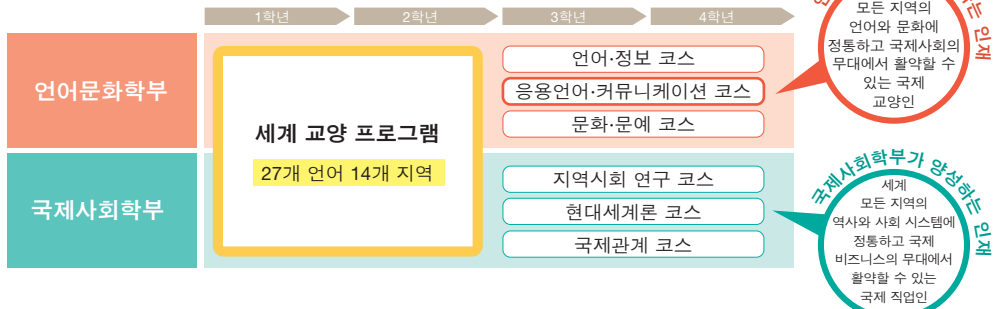 1학년
2학년
3학년
4학년
언어문화학부
세계 교양 프로그램
27개 언어 14개 지역
언어·정보 코스
응용언어·커뮤니케이션 코스
문화·문예 코스
모든 지역의
언어와 문화에
정통하고 국제사회의
무대에서 활약할 수
있는 국제
교양인
하는 인재
국제사회학부
지역시회 연구 코스
현대세계론 코스
국제관계 코스
국제사회학부가 양성하는 인재
세계
모든 지역의
역사와 사회 시스템에
정통하고 국제
비즈니스의 무대에서
활약할 수 있는
국제 직업인